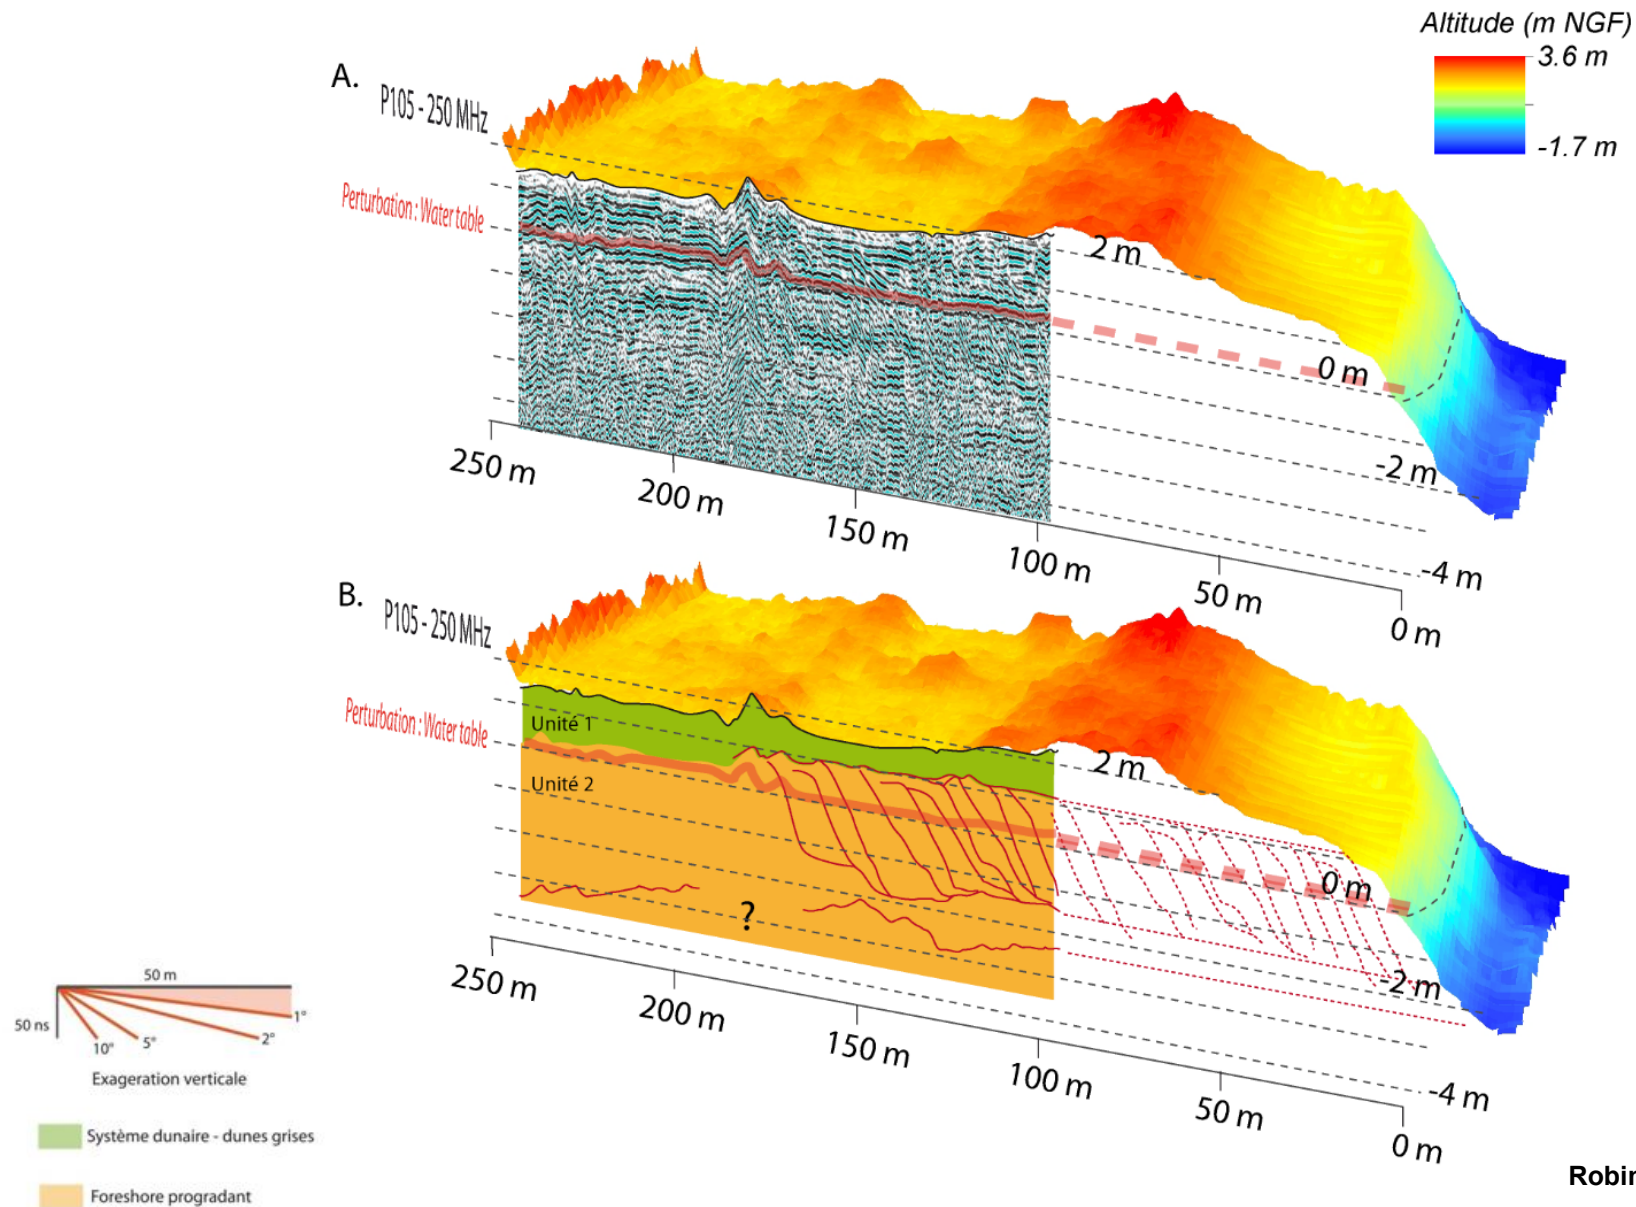 Altitude (m NGF)
3.6 m
-1.7 m
A.
P105 - 250 MHz
Perturbation : Water table
2 m
0 m
-2 m
-4 m
250 m
200 m
150 m
100 m
50 m
0 m
B.
P105 - 250 MHz
Perturbation : Water table
Unité 1
Unité 2
?
2 m
0 m
-2 m
-4 m
250 m
200 m
150 m
100 m
50 m
0 m
50 m
50 ns
1°
2°
5°
10°
Exageration verticale
Système dunaire - dunes grises
Foreshore progradant